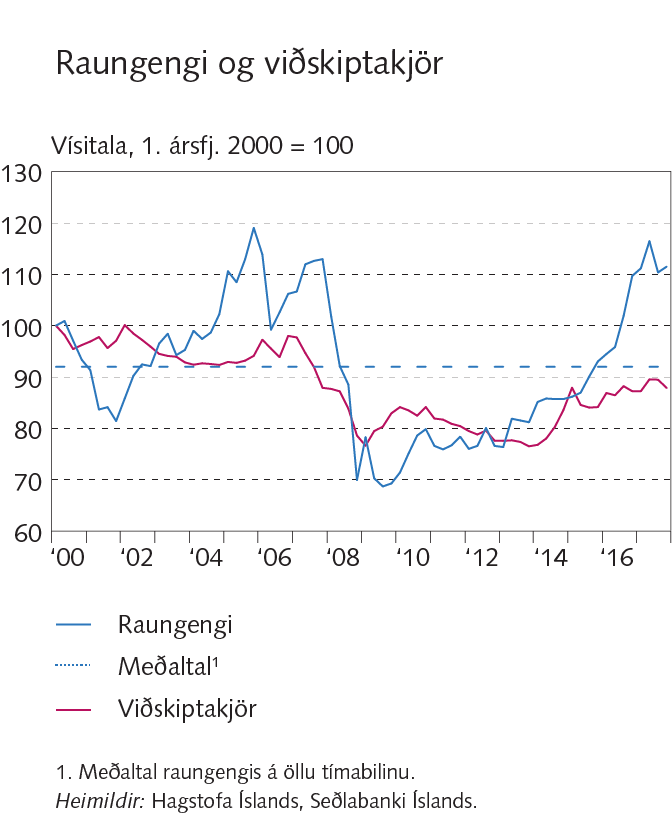 Raungengi og viðskiptakjör
Vísitala, 1. ársfj. 2000 = 100
130
120
110
100
90
80
70
60
‘00 ‘02 ‘04 ‘06 ‘08 ‘10 ‘12 ‘14 ‘16
Raungengi
Meðaltal¹
Viðskiptakjör
1. Meðaltal raungengis á öllu tímabilinu.
Heimildir: Hagstofa Íslands, Seðlabanki Íslands.